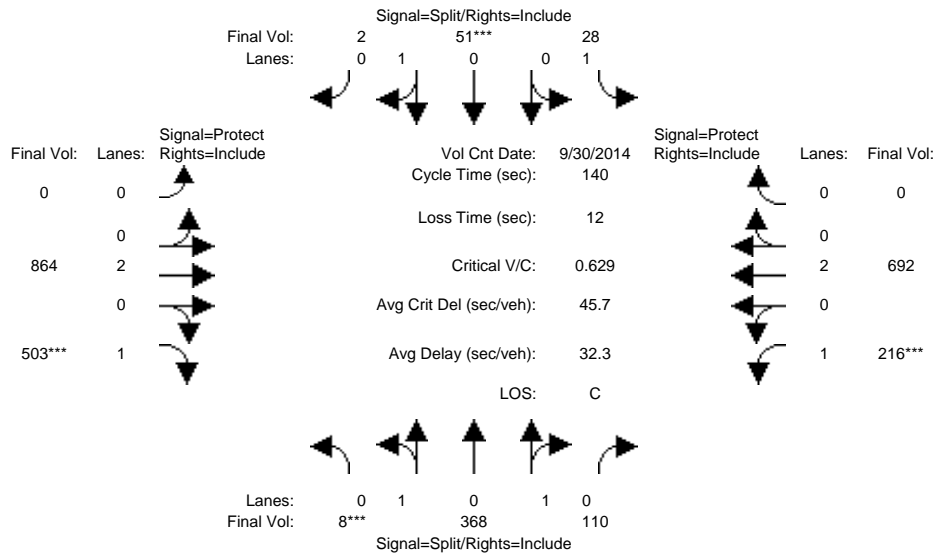 Signal=Split/Rights=Include
Final Vol: 2 51*** 28
Lanes: 0 1 0 0 1
Signal=Protect Signal=Protect
Final Vol: Lanes: Rights=Include Vol Cnt Date: 9/30/2014 Rights=Include Lanes: Final Vol:
Cycle Time (sec): 140
0 0 0 0
Loss Time (sec): 12
0 0
864 2 Critical V/C: 0.629 2 692
0 Avg Crit Del (sec/veh): 45.7 0
503*** 1 Avg Delay (sec/veh): 32.3 1 216***
LOS: C
Lanes: 0 1 0 1 0
Final Vol: 8*** 368 110
Signal=Split/Rights=Include